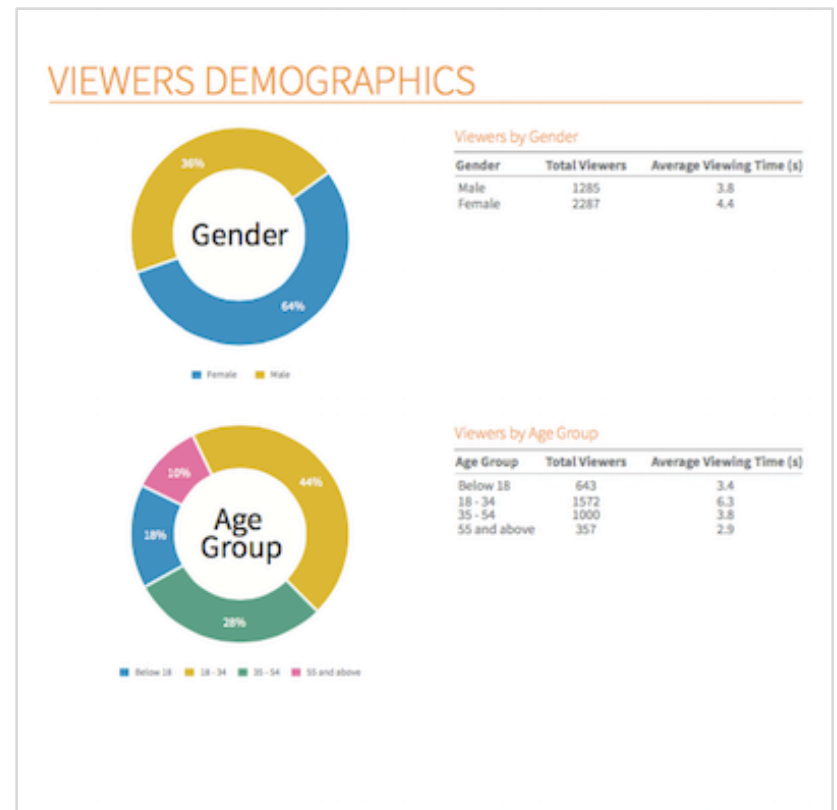 VIEWERS DEMOGRAPHICS
36%
Gender
64%
Female Male
Viewers by Gender
Gender Total Viewers Average Viewing Time (s)
Male 1285 3.8
Female 2287 4.4
10%
44%
Age
Group
18%
28%
Below 18 18 - 34 35 - 54 55 and above
Viewers by Age Group
Age Group Total Viewers Average Viewing Time (s)
Below 18 643 3.4
18 - 34 1572 6.3
35 - 54 1000 3.8
55 and above 357 2.9